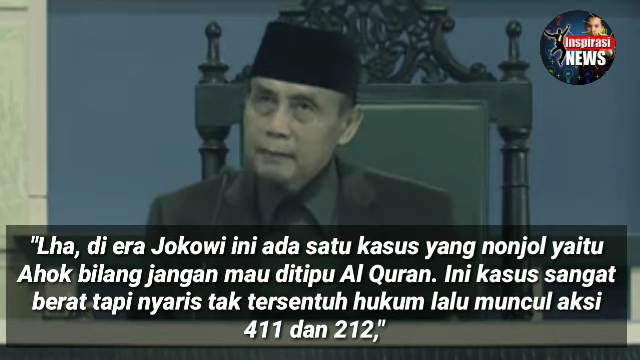 Inspirasi
NEWS
"Lha, di era Jokowi ini ada satu kasus yang nonjol yaitu
Ahok bilang jangan mau ditipu Al Quran. Ini kasus sangat
berat tapi nyaris tak tersentuh hukum lalu muncul aksi
411 dan 212,"